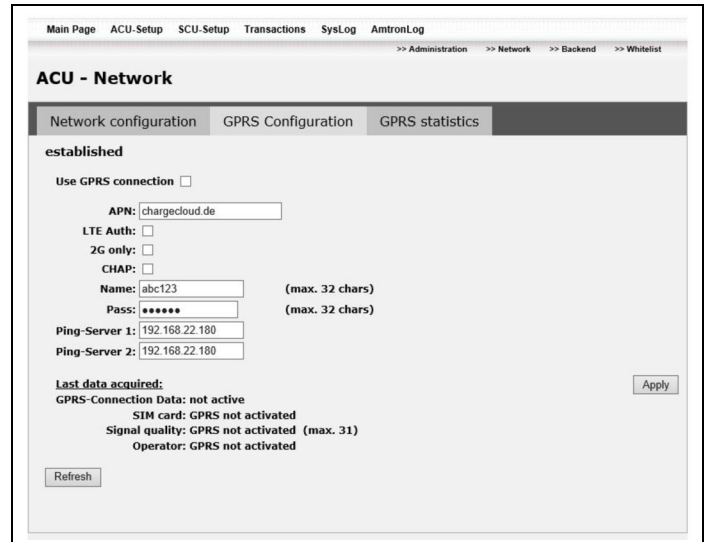 Main Page ACU-Setup SCU-Setup Transactions SysLog AmtronLog
>> Administration >> Network >> Backend >> Whitelist
ACU - Network
Network configuration GPRS Configuration GPRS statistics
established
Use GPRS connection
APN: chargecloud.de
LTE Auth:
2G only:
CHAP:
Name: abc123 (max. 32 chars)
Pass: ●●●●●● (max. 32 chars)
Ping-Server 1: 192.168.22.180
Ping-Server 2: 192.168.22.180
Last data acquired:
Apply
GPRS-Connection Data: not active
SIM card: GPRS not activated
Signal quality: GPRS not activated (max. 31)
Operator: GPRS not activated
Refresh